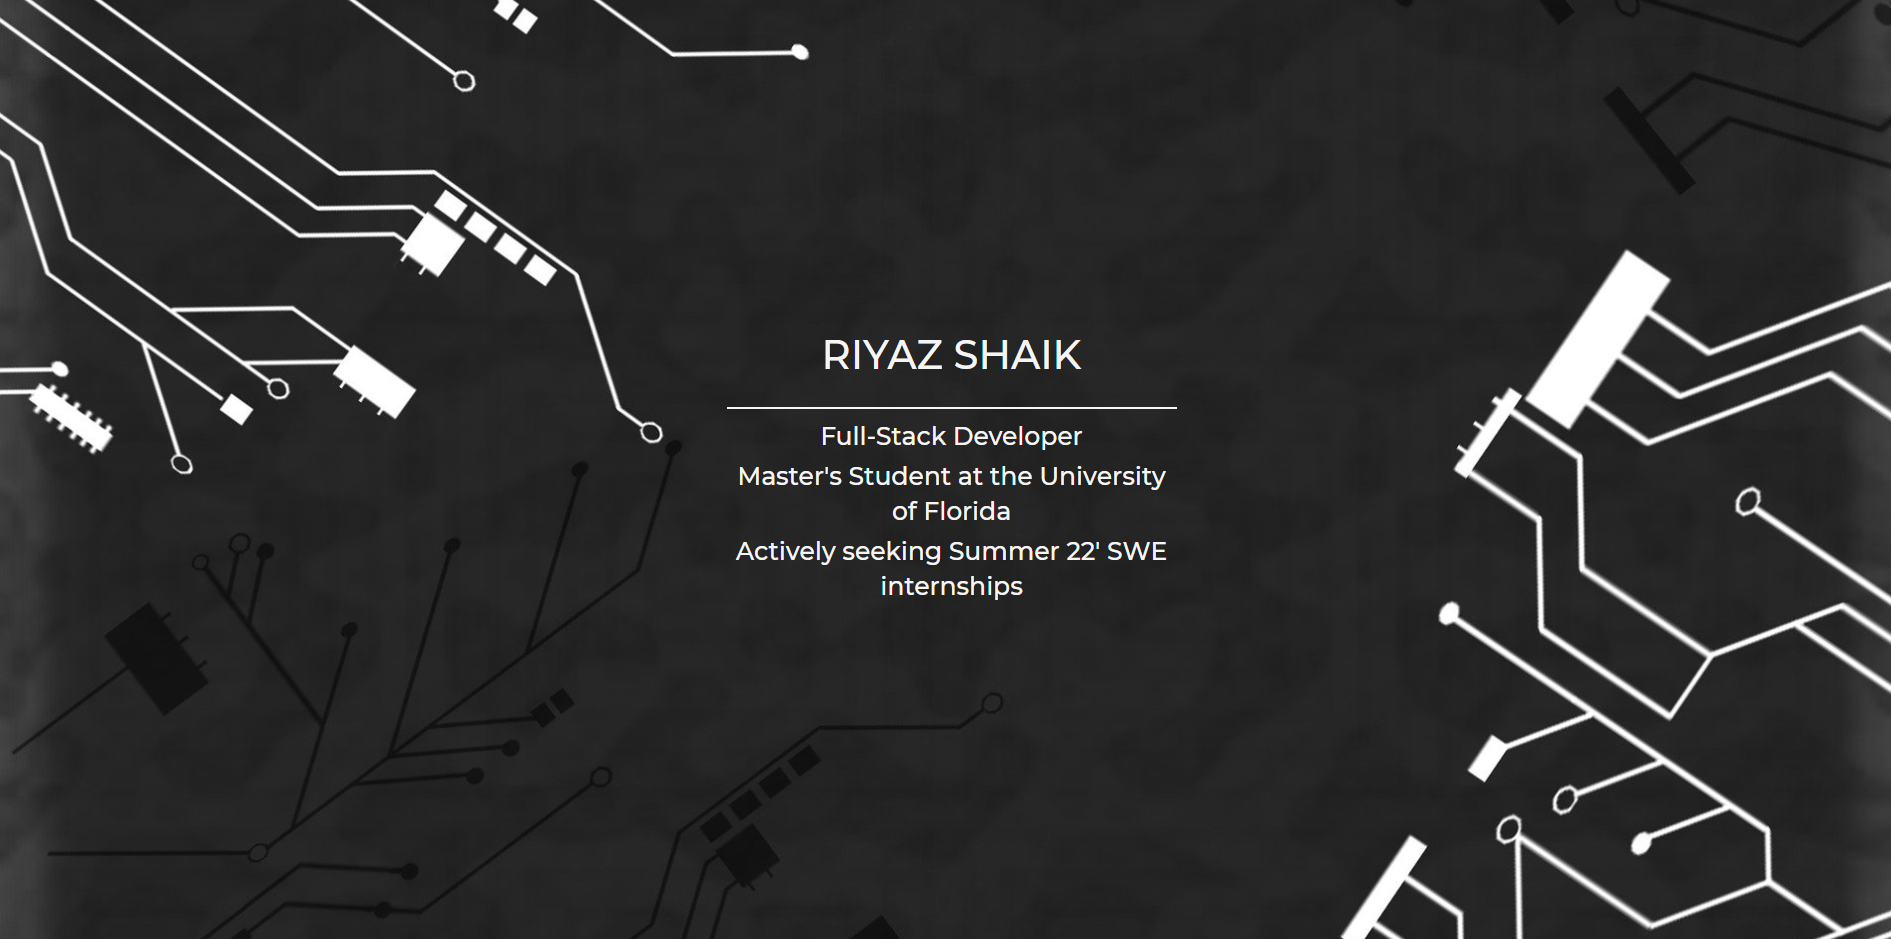 RIYAZ SHAIK
Full-Stack Developer
Master's Student at the University
of Florida
Actively seeking Summer 22' SWE
internships